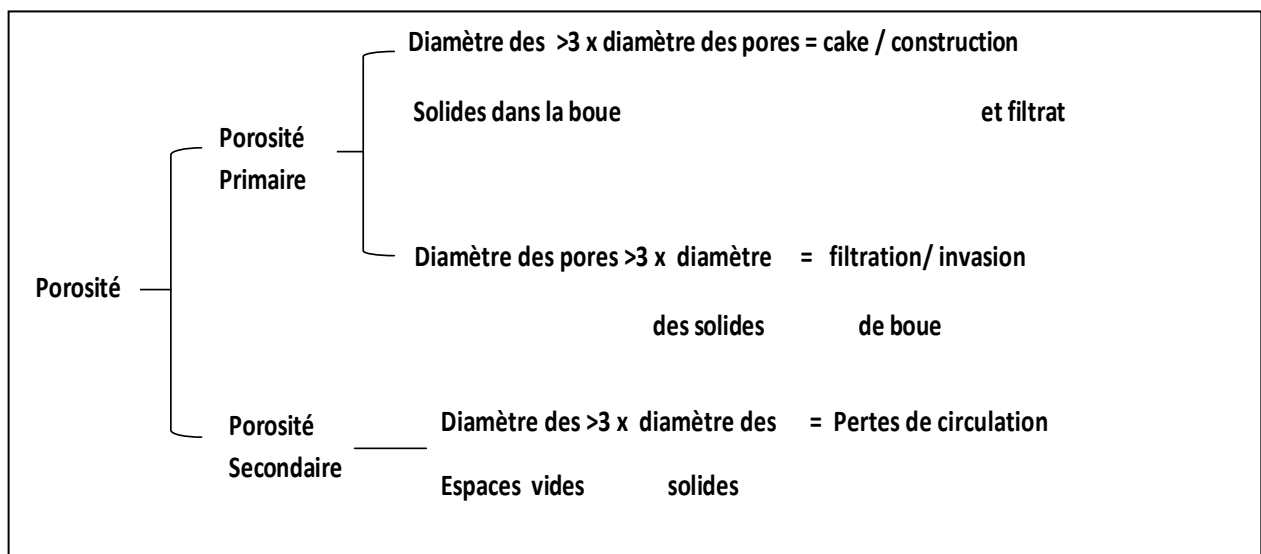 Diamètre des >3 x diamètre des pores = cake / construction
Solides dans la boue et filtrat
Porosité
Primaire
Diamètre des pores >3 x diamètre = filtration/ invasion
des solides de boue
Porosité
Porosité
Secondaire
Diamètre des >3 x diamètre des = Pertes de circulation
Espaces vides solides